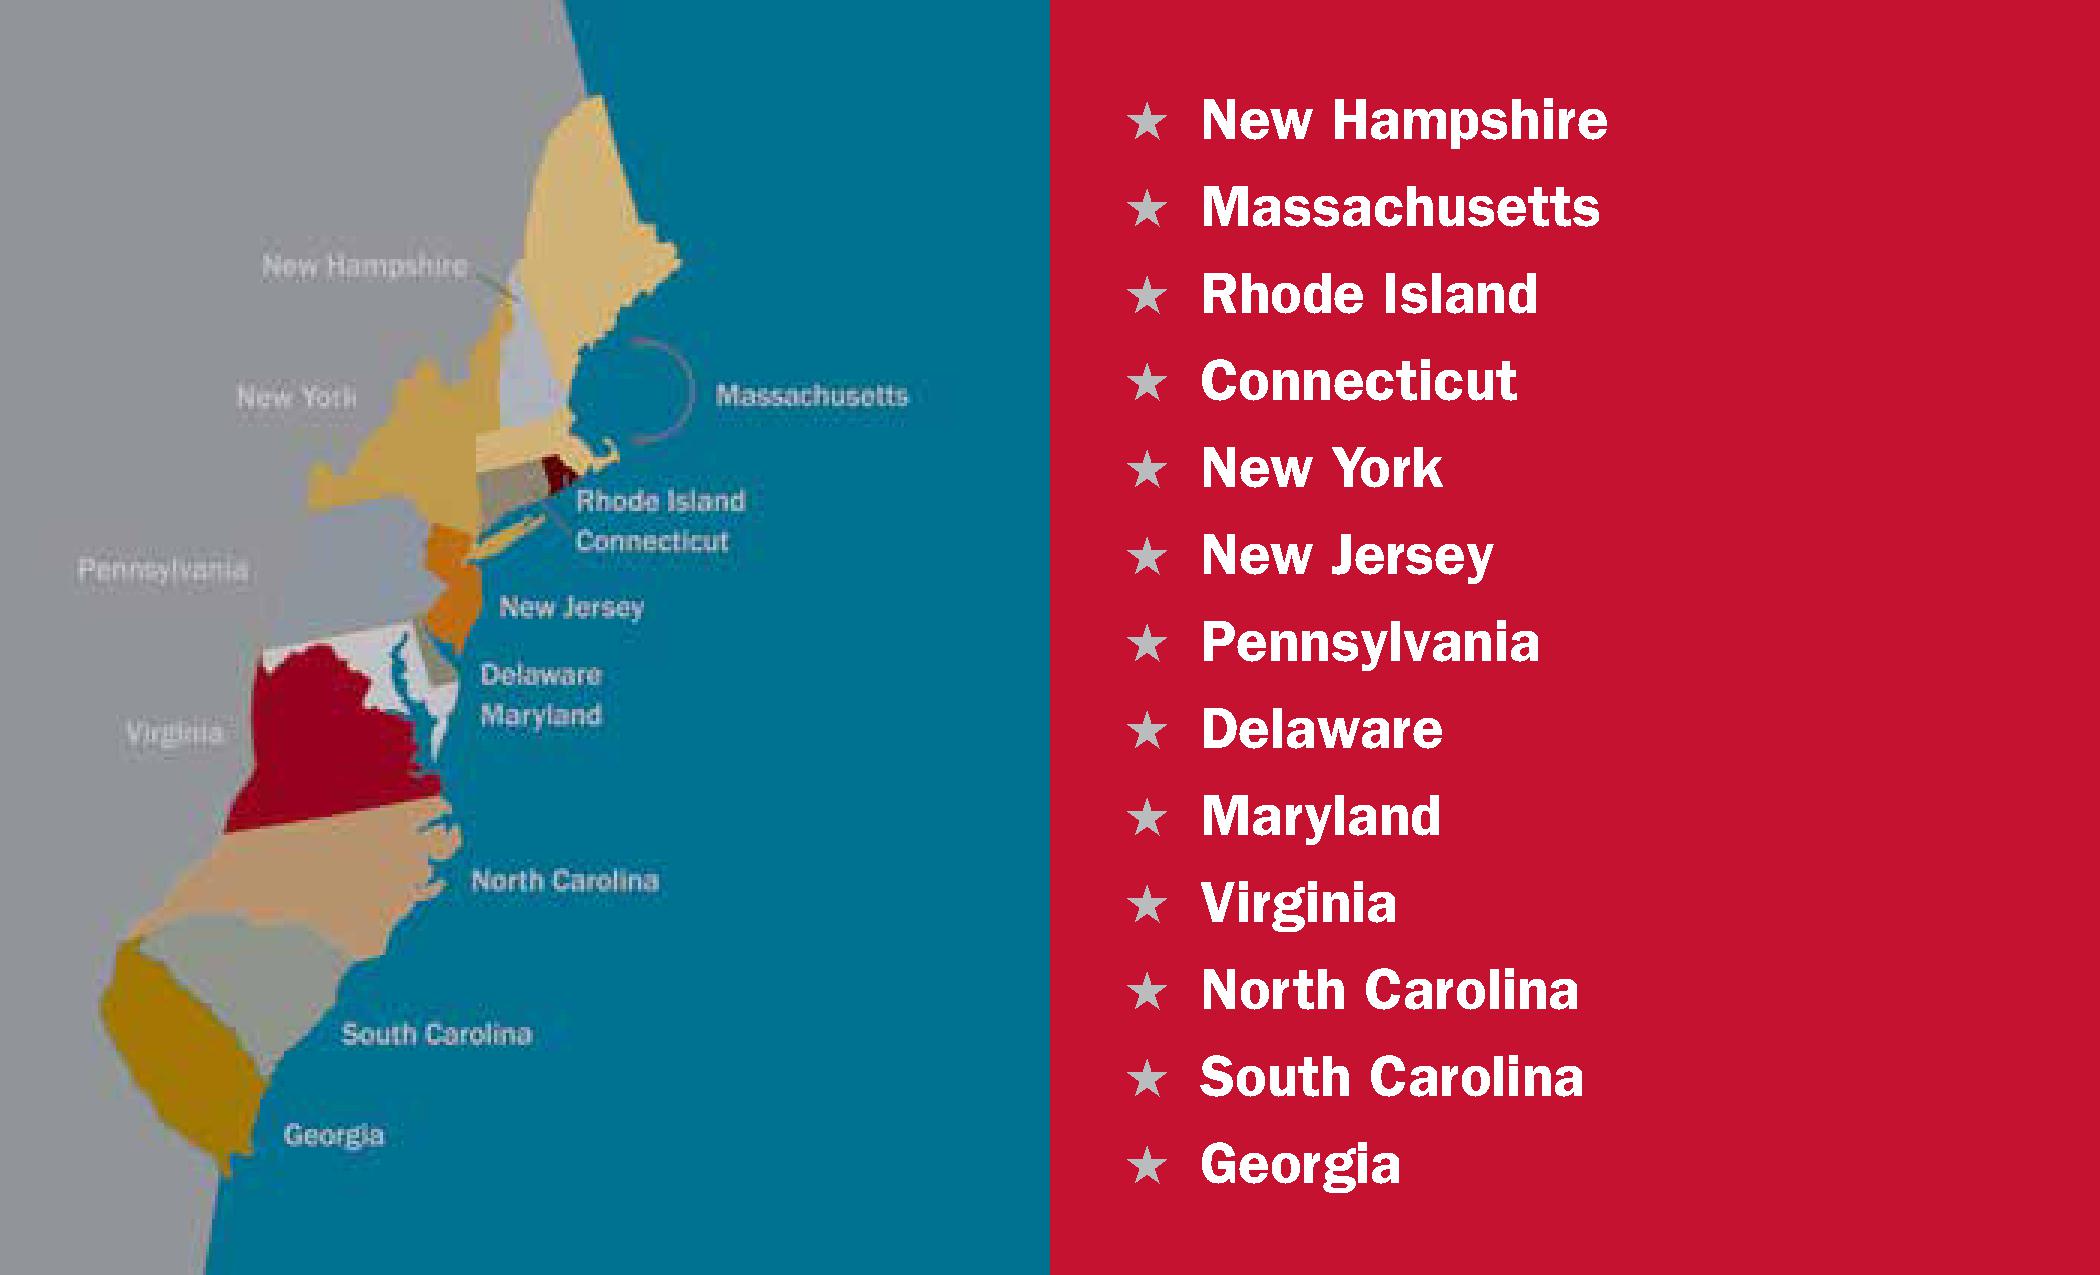 New Hampshire
New York
Massachusetts
Rhode Island
Connecticut
Pennsylvania
New Jersey
Delaware
Maryland
Virginia
North Carolina
South Carolina
Georgia
★ New Hampshire
★ Massachusetts
★ Rhode Island
★ Connecticut
★ New York
★ New Jersey
★ Pennsylvania
★ Delaware
★ Maryland
★ Virginia
★ North Carolina
★ South Carolina
★ Georgia